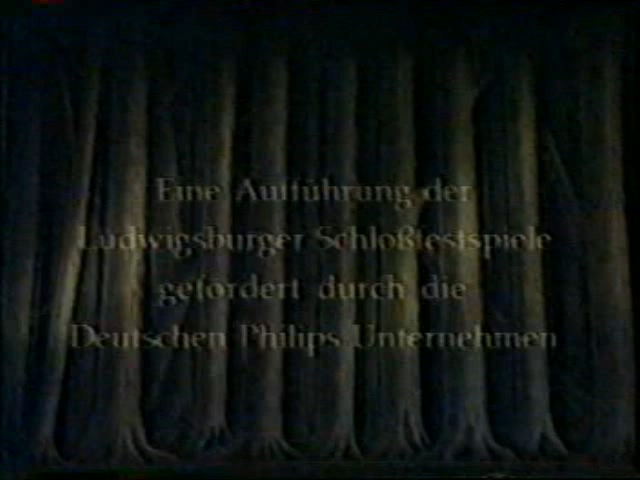 Eine Aufführung der
Ludwigsburger Schloßfestspiele
gefördert durch die
Deutschen Philips Unternehmen